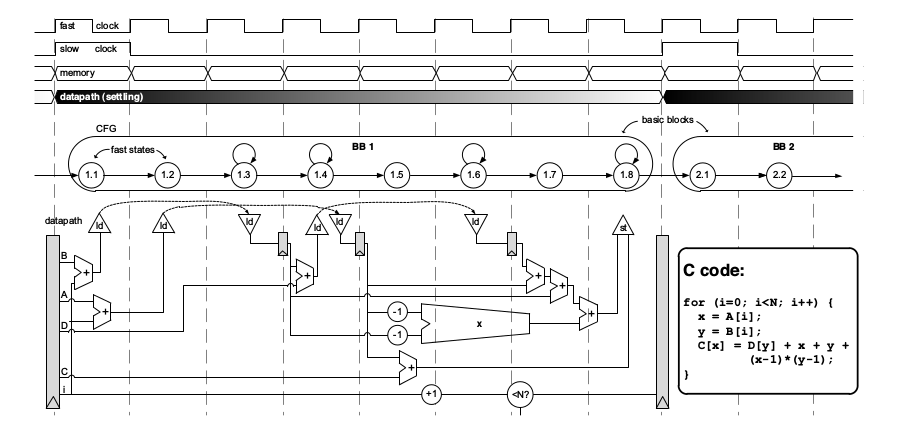 fast clock
slow clock
memory
datapath (settling)
basic blocks
CFG
fast states
BB 1
BB 2
1.1
1.2
1.3
1.4
1.5
1.6
1.7
1.8
2.1
2.2
datapath
ld
ld
ld
ld
ld
ld
st
B
+
+
+
+
A
+
+
D
-1
x
-1
C
+
i
+1
<N?
C code:
for (i=0; i<N; i++) {
x = A[i];
y = B[i];
C[x] = D[y] + x + y +
(x-1)*(y-1);
}